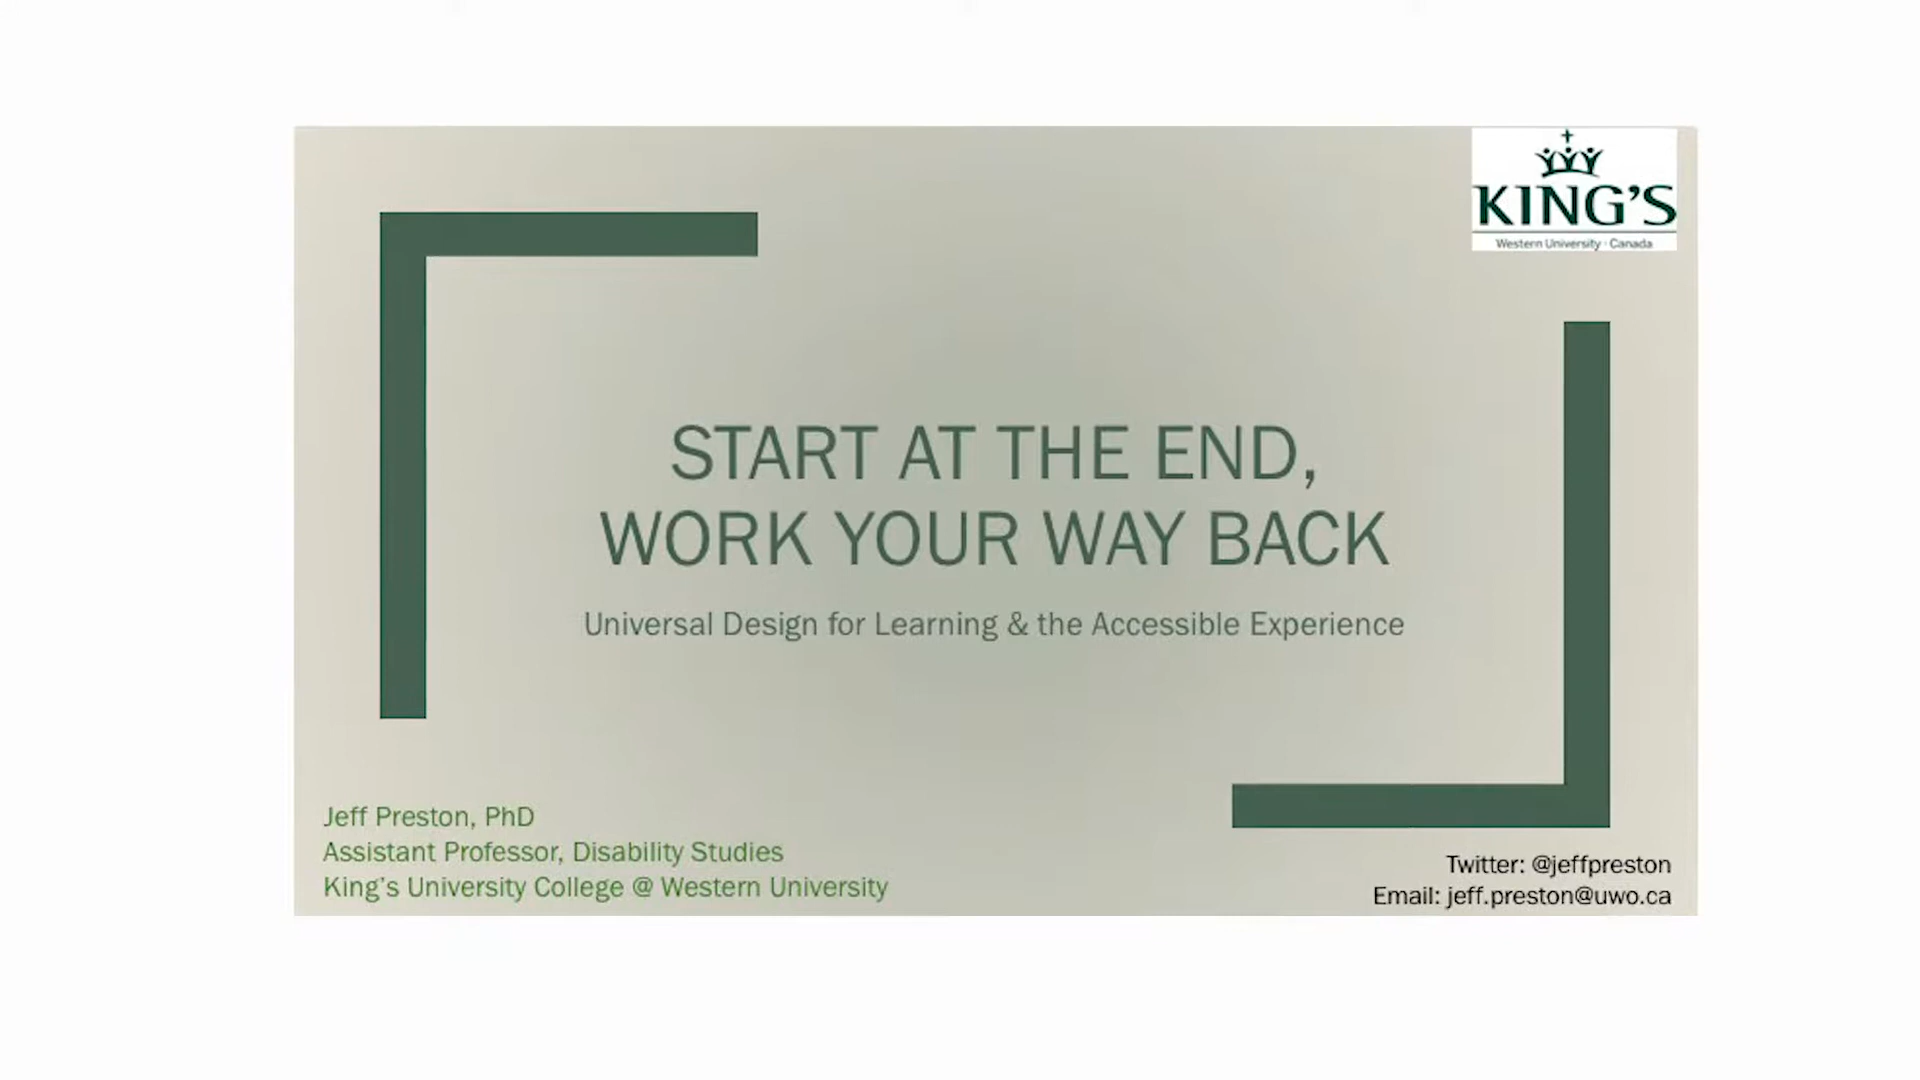 KING'S
Western University · Canada
START AT THE END,
WORK YOUR WAY BACK
Universal Design for Learning & the Accessible Experience
Jeff Preston, PhD
Assistant Professor, Disability Studies
King's University College @ Western University
Twitter: @jeffpreston
Email: jeff.preston@uwo.ca